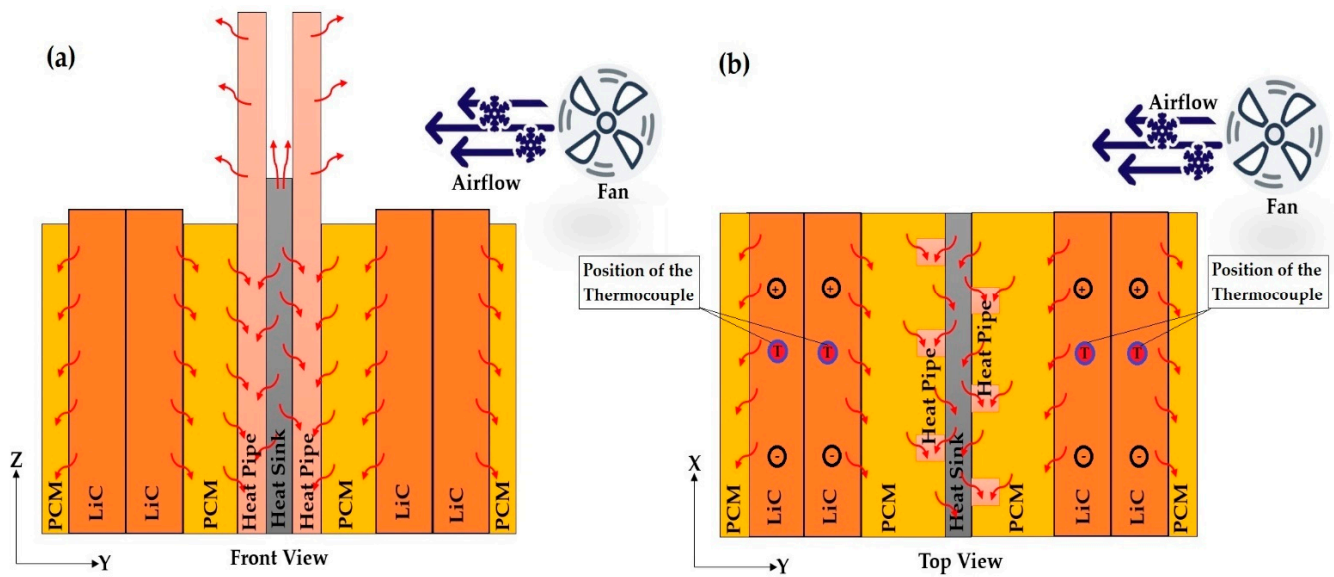 (a)
Airflow
Fan
PCM
LiC
LiC
PCM
Heat Pipe
Heat Sink
Heat Pipe
PCM
LiC
LiC
PCM
Z
Y
Front View
(b)
Airflow
Fan
Position of the
Thermocouple
Position of the
Thermocouple
+
+
+
+
T
T
T
T
-
-
-
-
PCM
LiC
LiC
PCM
Heat Pipe
Heat Sink
Heat Pipe
PCM
LiC
LiC
PCM
X
Y
Top View